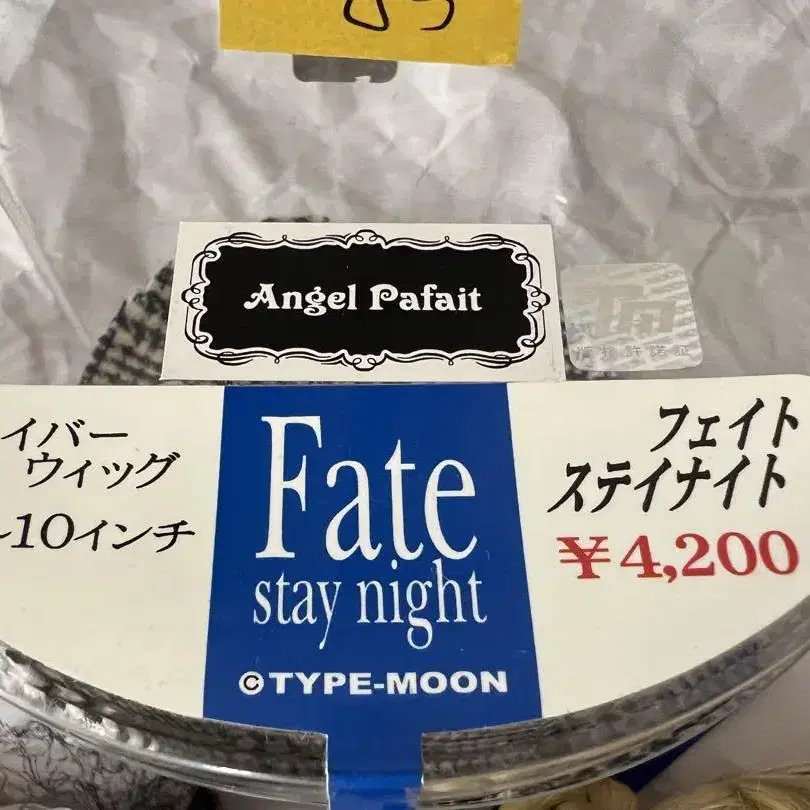 Angel Pafait
イバー
ウィッグ
-10インチ
Fate
stay night
©TYPE-MOON
フェイト
ステイナイト
¥4,200